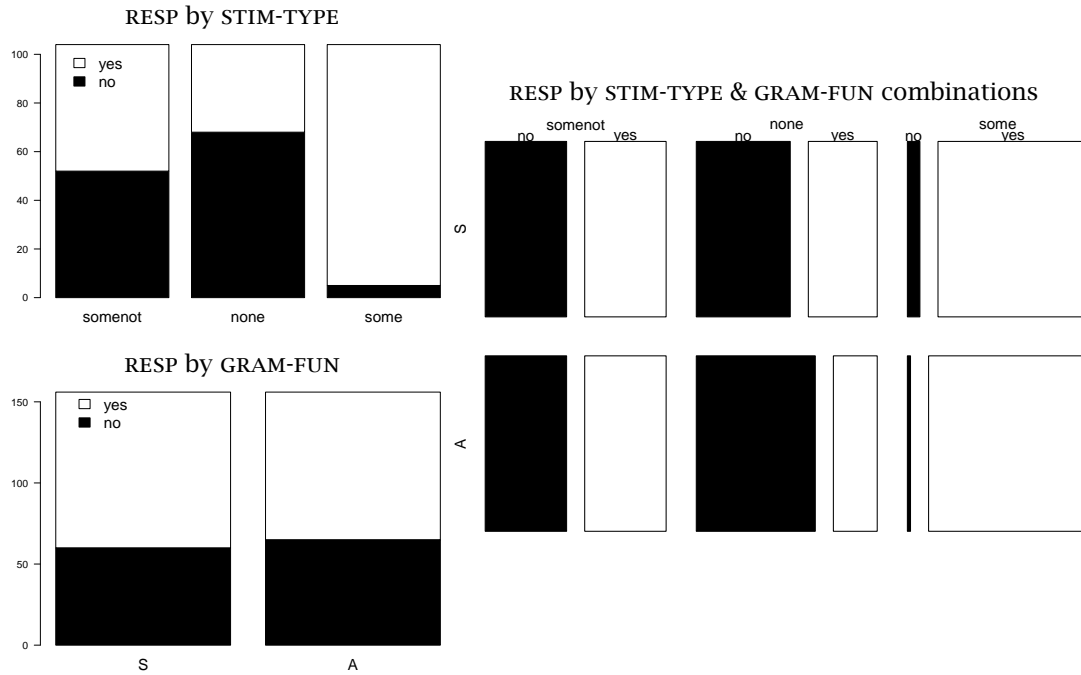 RESP by STIM-TYPE
100
80
60
40
20
0
yes
no
somenot none some
RESP by GRAM-FUN
150
100
50
0
yes
no
S A
RESP by STIM-TYPE & GRAM-FUN combinations
somenot none some
no yes no yes no yes
S
A